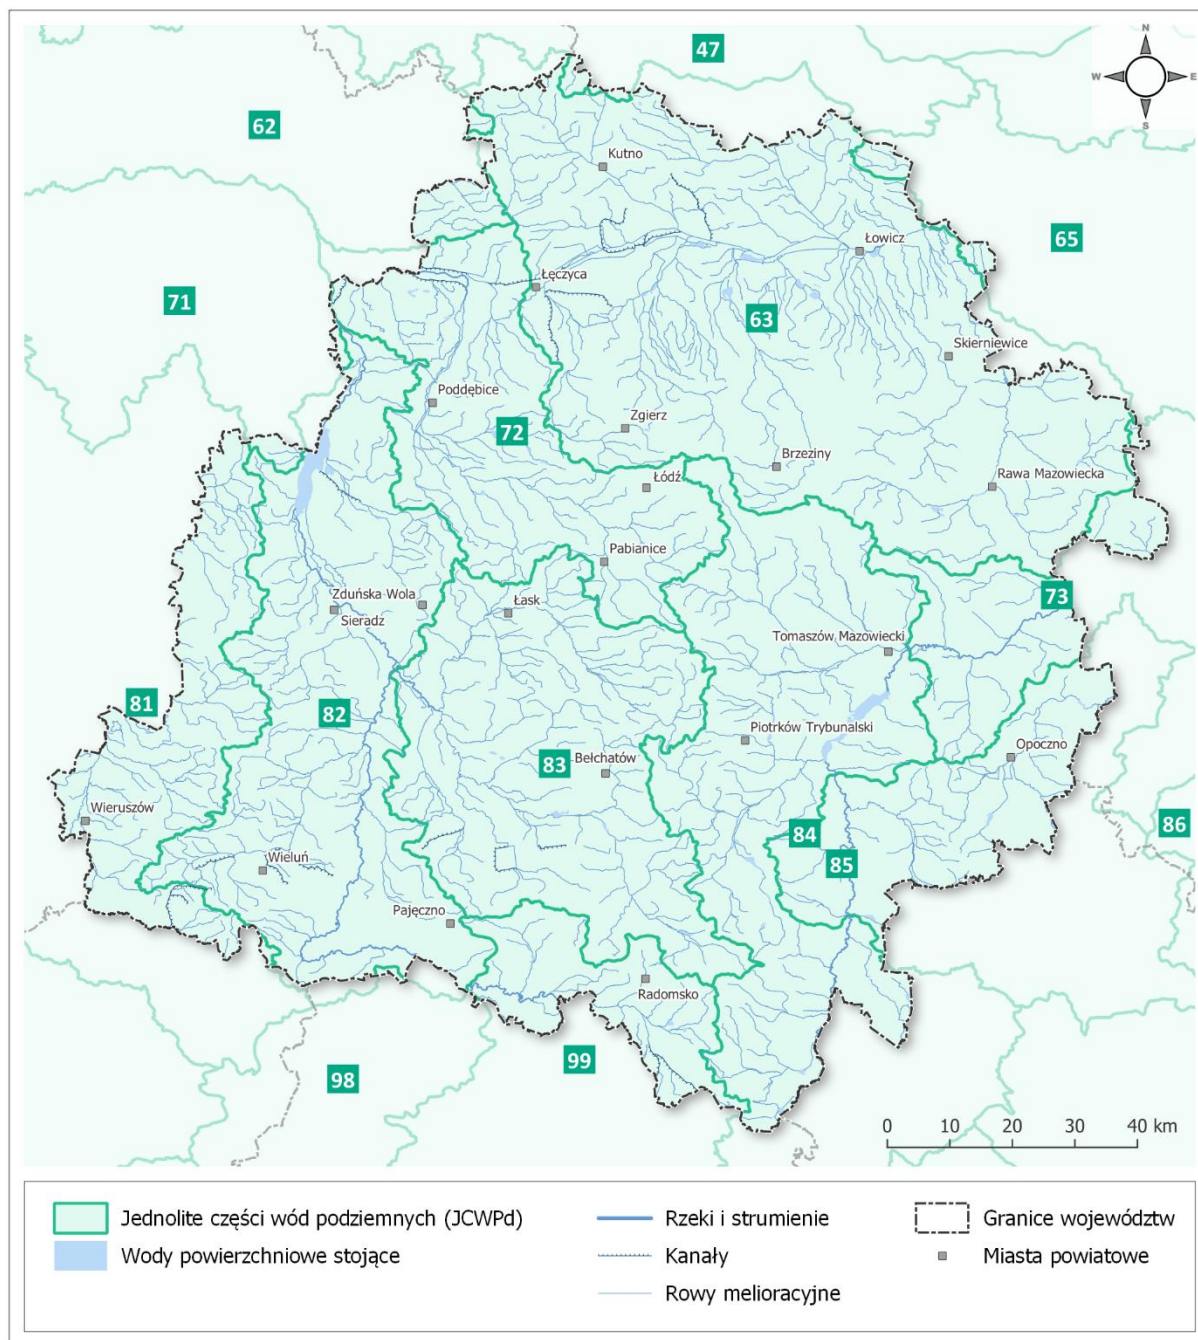 47
N
W
E
S
62
Kutno
65
Łowicz
Łęczyca
71
63
Skierniewice
Poddębice
72
Zgierz
Brzeziny
Łódź
Rawa Mazowiecka
Pabianice
73
Zduńska Wola
Łask
Sieradz
Tomaszów Mazowiecki
81
82
Piotrków Trybunalski
Opoczno
83
Bełchatów
Wieruszów
84
86
85
Wieluń
Pajęczno
Radomsko
99
98
0 10 20 30 40 km
Jednolite części wód podziemnych (JCWPd)
Rzeki i strumienie
Granice województw
Wody powierzchniowe stojące
Kanały
Miasta powiatowe
Rowy melioracyjne